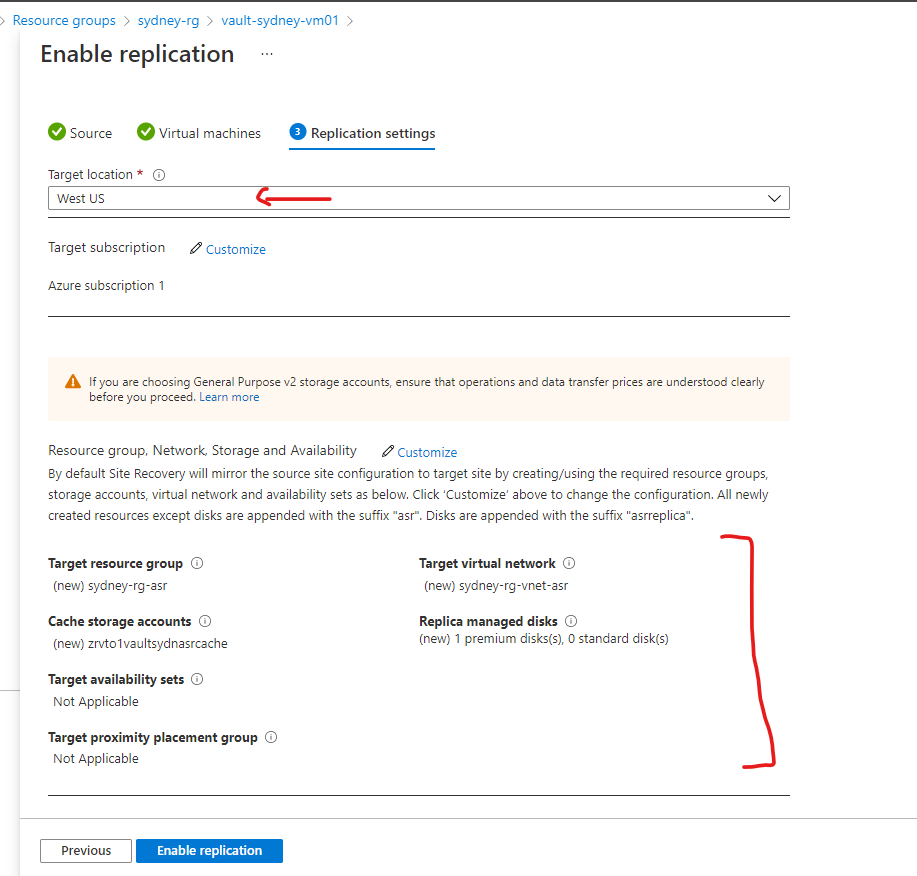 Resource groups > sydney-rg > vault-sydney-vm01 >
Enable replication ...
Source Virtual machines 3 Replication settings
Target location *
West US
Target subscription Customize
Azure subscription 1
If you are choosing General Purpose v2 storage accounts, ensure that operations and data transfer prices are understood clearly
before you proceed. Learn more
Resource group, Network, Storage and Availability Customize
By default Site Recovery will mirror the source site configuration to target site by creating/using the required resource groups,
storage accounts, virtual network and availability sets as below. Click 'Customize' above to change the configuration. All newly
created resources except disks are appended with the suffix "asr". Disks are appended with the suffix "asrreplica".
Target resource group
(new) sydney-rg-asr
Target virtual network
(new) sydney-rg-vnet-asr
Cache storage accounts
(new) zrvto1vaultsydnasrcache
Replica managed disks
(new) 1 premium disks(s), 0 standard disk(s)
Target availability sets
Not Applicable
Target proximity placement group
Not Applicable
Previous Enable replication